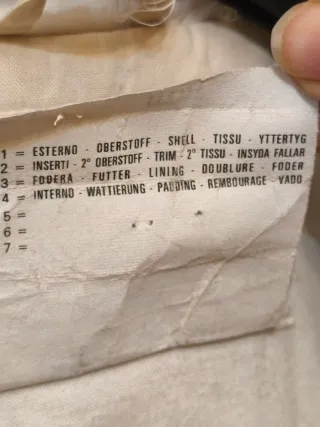 1 = ESTERNO - OBERSTOFF - SHELL - TISSU - YTTERTYG
2 = INSERTI - 2° OBERSTOFF - TRIM - 2° TISSU - INSYDA FALLAR
3 = FODERA - FUTTER - LINING - DOUBLURE - FODER
4 = INTERNO - WATTIERUNG - PADDING - REMBOURAGE - VADD
5 =
6 =
7 =